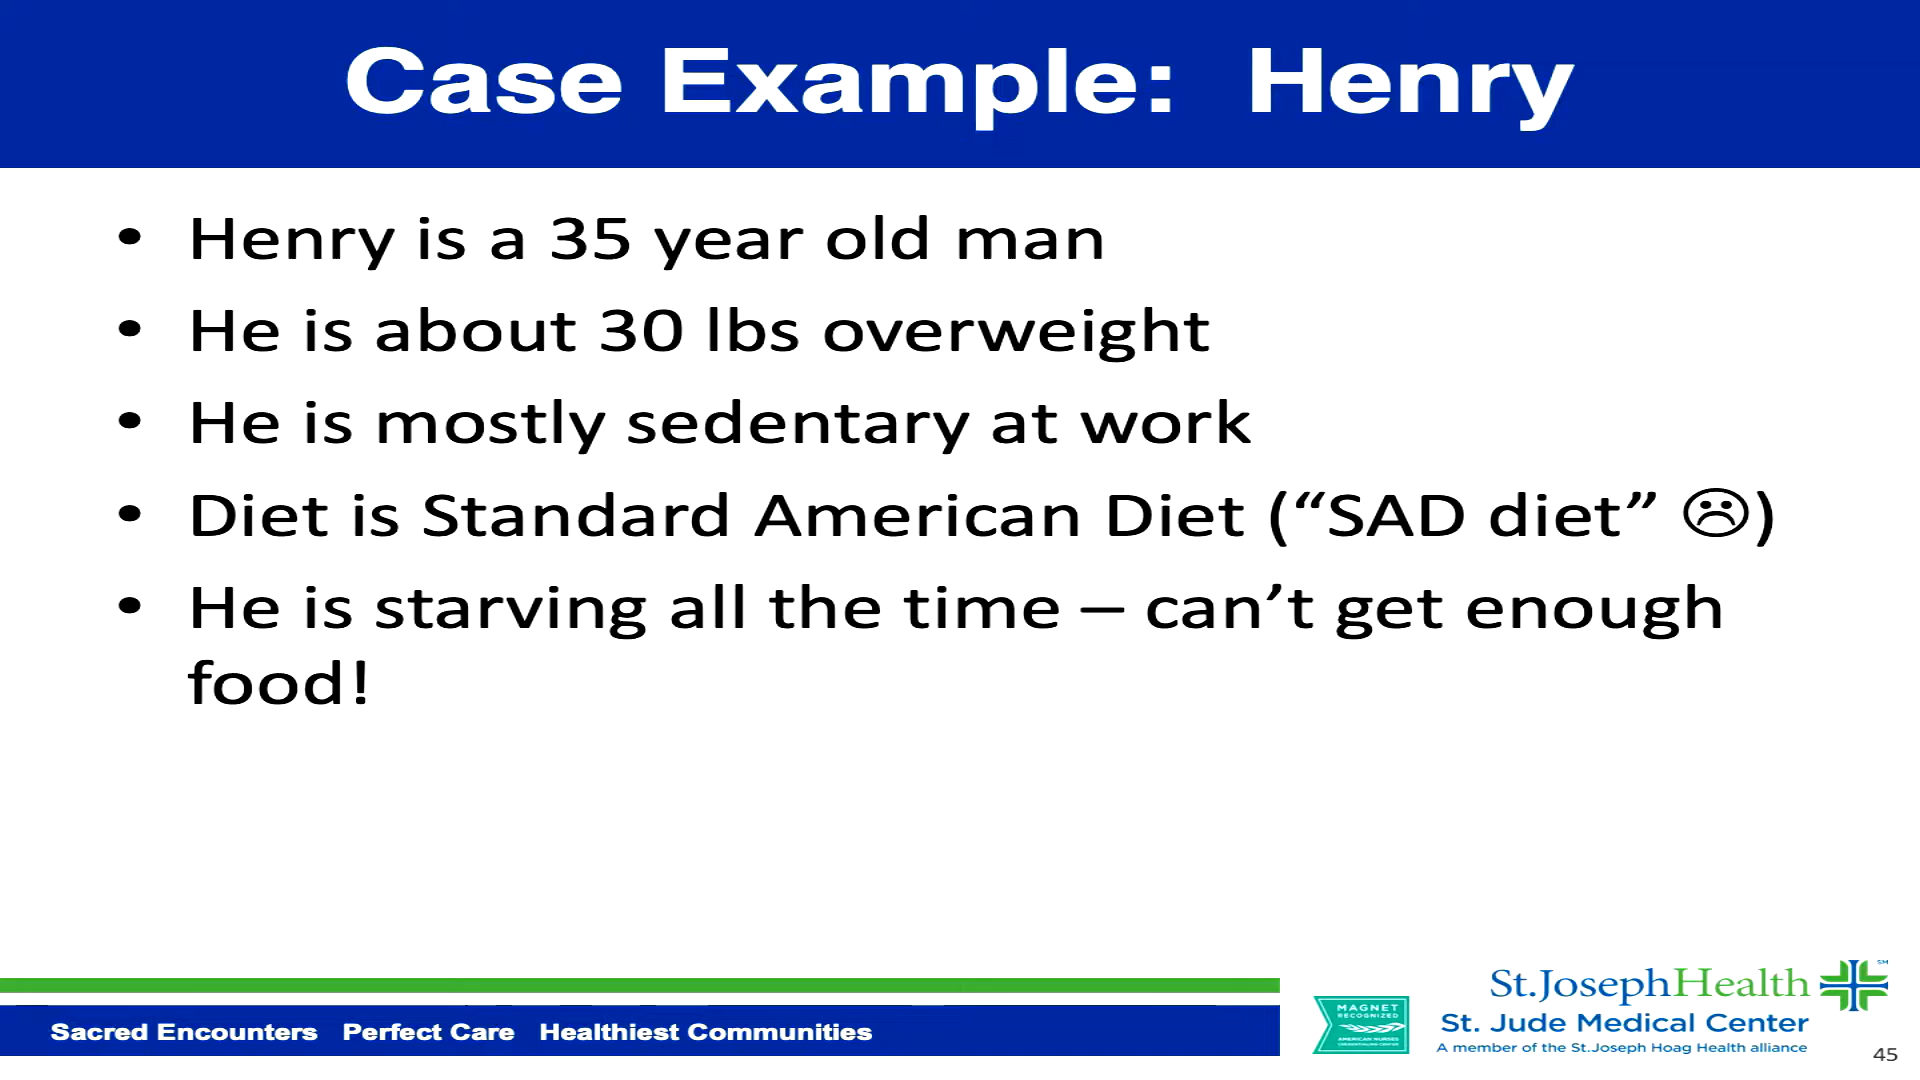 Case Example: Henry
• Henry is a 35 year old man
• He is about 30 lbs overweight
• He is mostly sedentary at work
• Diet is Standard American Diet (“SAD diet” ☹)
• He is starving all the time – can’t get enough
food!
St.JosephHealth SM
MAGNET
RECOGNIZED
AMERICAN NURSES
CREDENTIALING CENTER
St. Jude Medical Center
A member of the St.Joseph Hoag Health alliance
Sacred Encounters Perfect Care Healthiest Communities
45